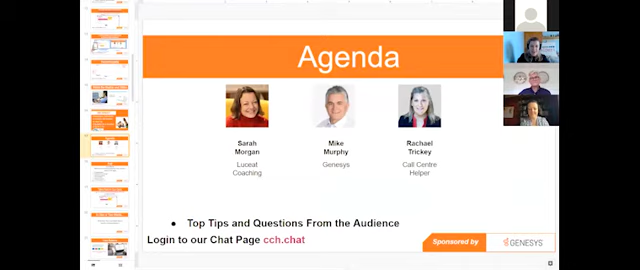 Agenda
Sarah Morgan
Luceat Coaching
Mike Murphy
Genesys
Rachael Trickey
Call Centre Helper
Top Tips and Questions From the Audience
Login to our Chat Page cch.chat
Sponsored by
GENESYS